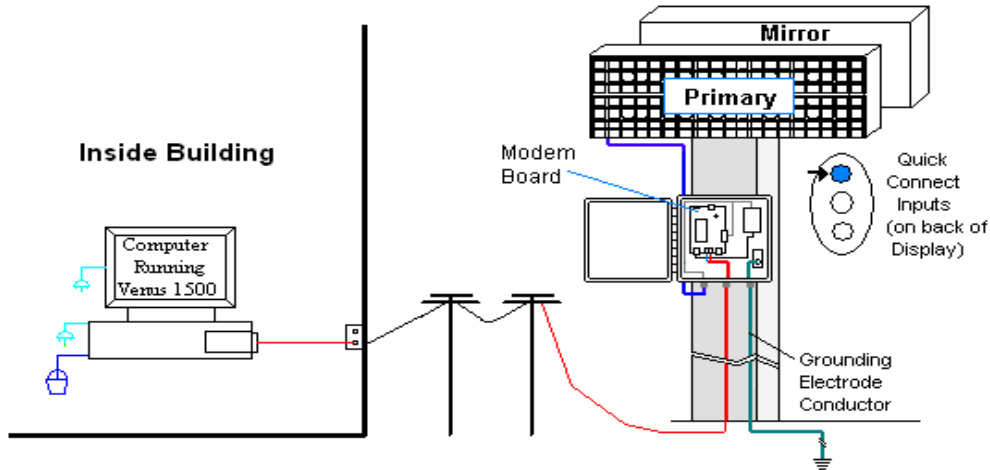 Mirror
Primary
Inside Building
Modem
Board
Quick
Connect
Inputs
(on back of
Display)
Computer
Running
Venus 1500
Grounding
Electrode
Conductor